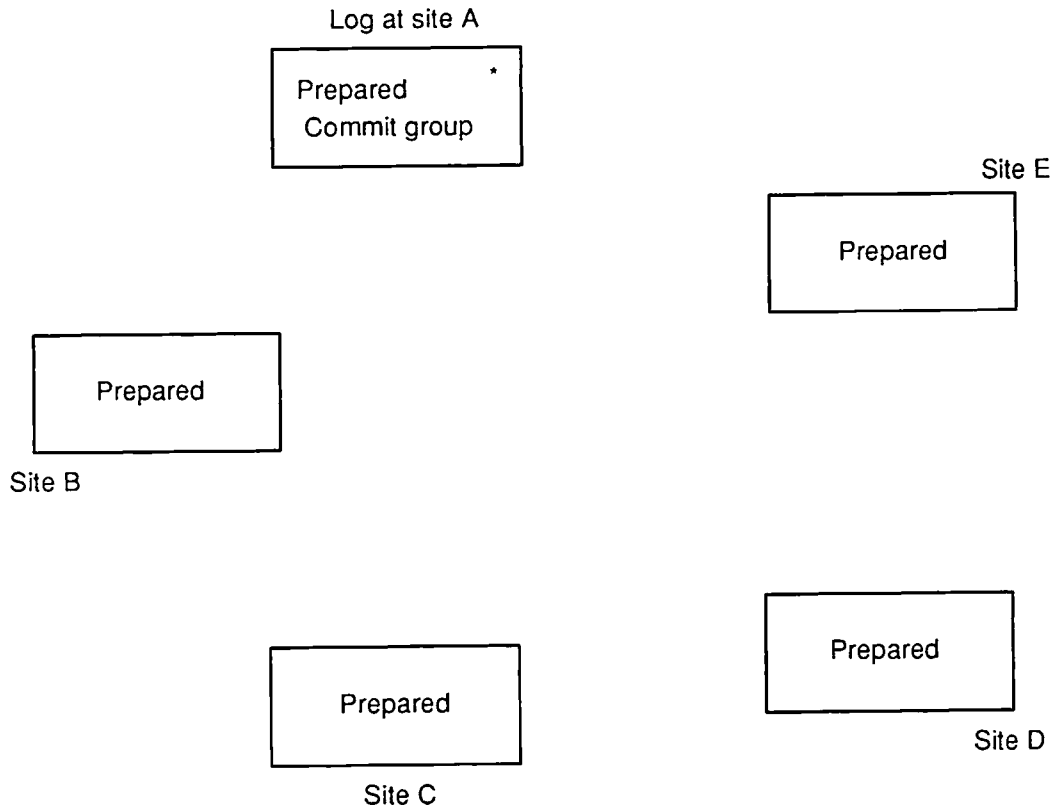 Log at site A
*
Prepared
Commit group
Site E
Prepared
Prepared
Site B
Prepared
Site D
Prepared
Site C